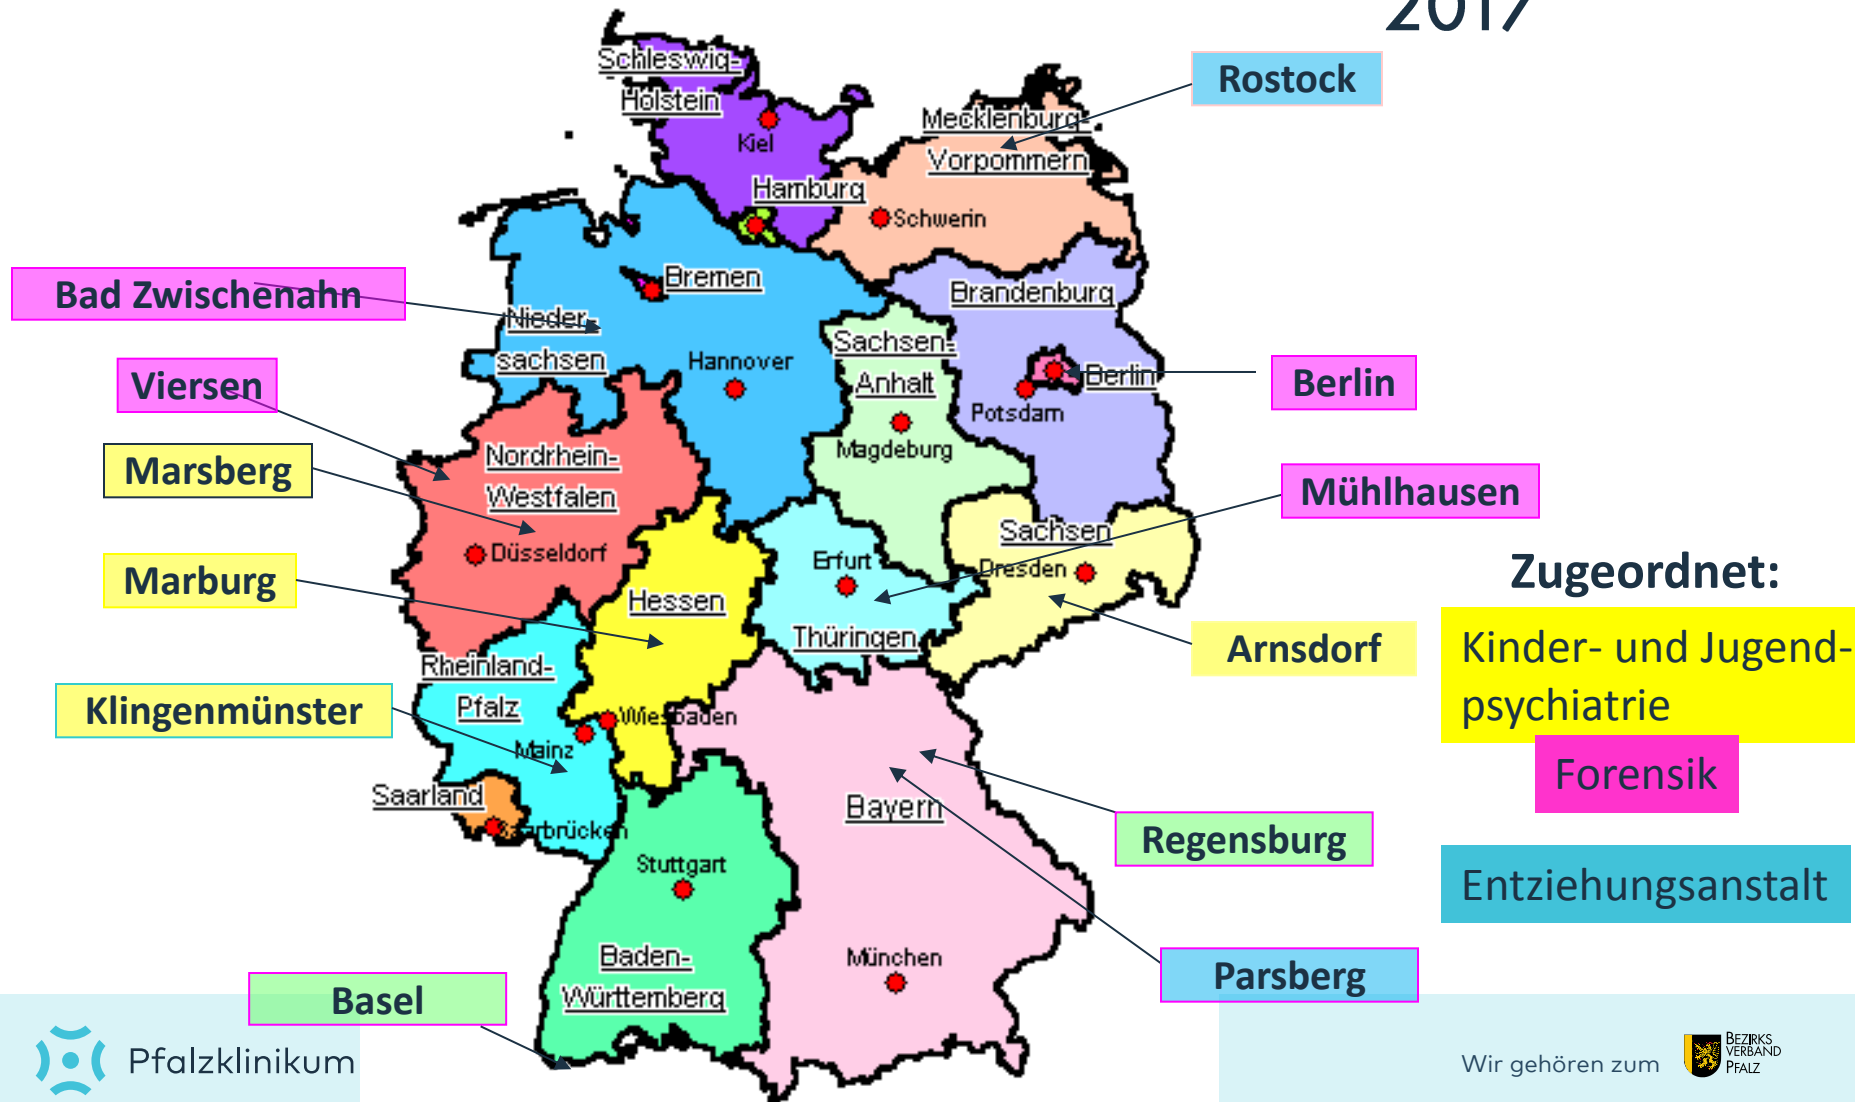 2017
Schleswig-
Holstein
Kiel
Rostock
Mecklenburg-
Vorpommern
Hamburg
Schwerin
Bad Zwischenahn
Bremen
Nieder-
sachsen
Hannover
Brandenburg
Sachsen-
Anhalt
Magdeburg
Berlin
Potsdam
Berlin
Viersen
Marsberg
Nordrhein-
Westfalen
Düsseldorf
Mühlhausen
Sachsen
Dresden
Erfurt
Thüringen
Marburg
Hessen
Arnsdorf
Zugeordnet:
Kinder- und Jugend-
psychiatrie
Forensik
Entziehungsanstalt
Rheinland-
Pfalz
Klingenmünster
Wiesbaden
Mainz
Saarland
Saarbrücken
Bayern
Regensburg
Stuttgart
Baden-
Württemberg
München
Parsberg
Basel
Pfalzklinikum
Wir gehören zum
BEZIRKS
VERBAND
PFALZ